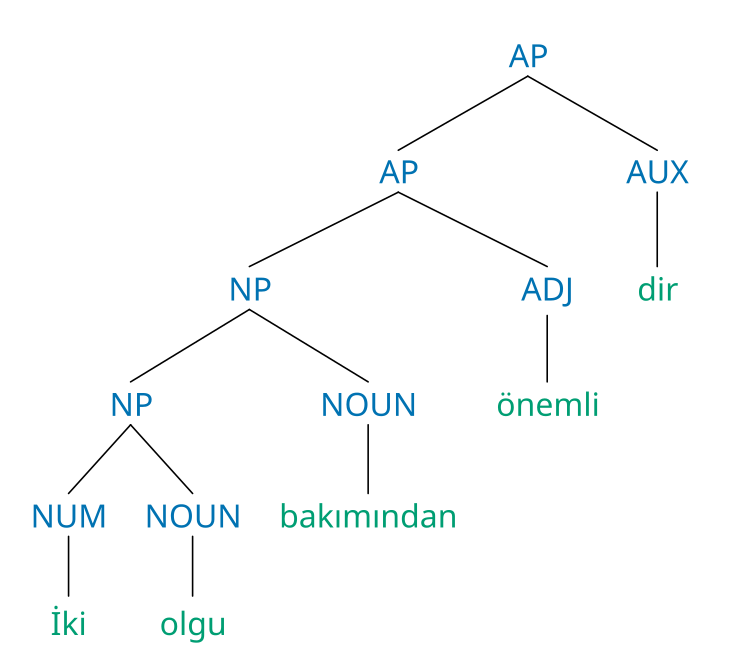 AP
AP AUX
NP ADJ dir
NP NOUN önemli
NUM NOUN bakımından
İki olgu